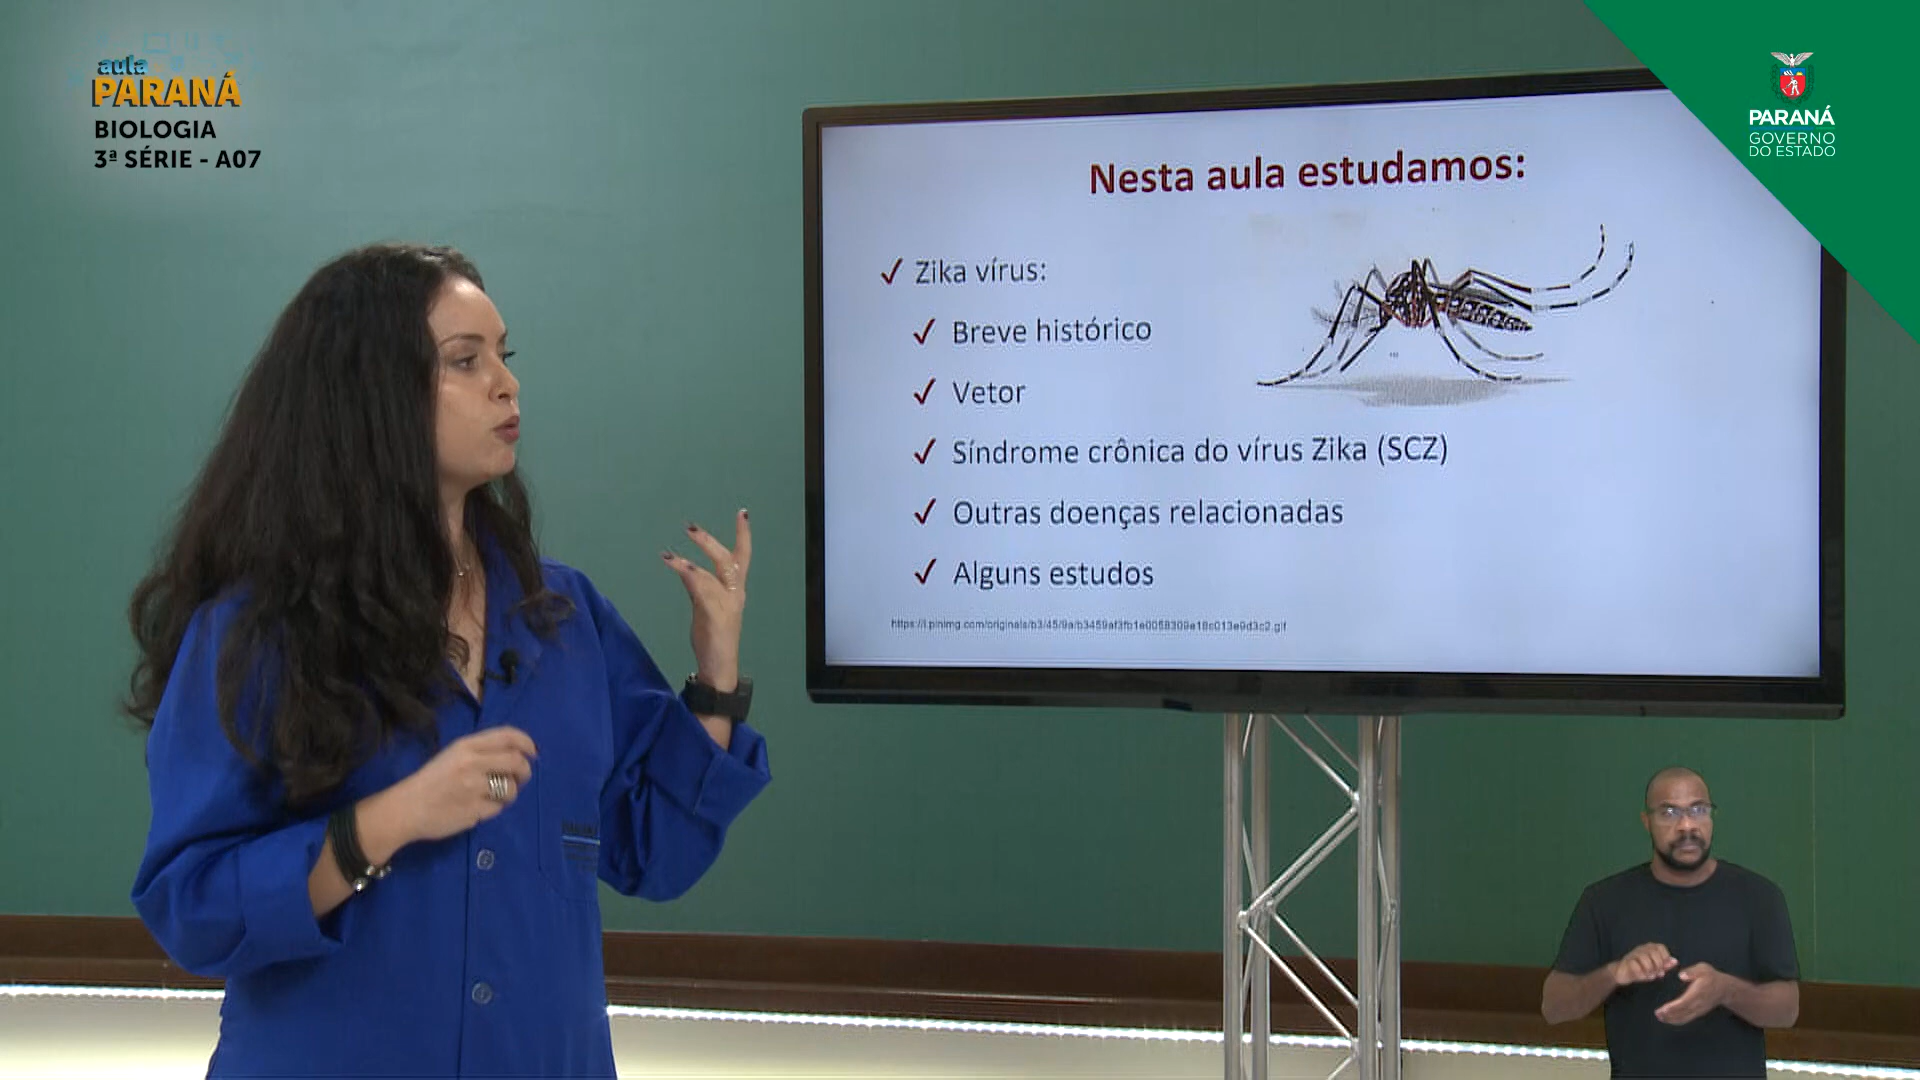 aula
PARANÁ
BIOLOGIA
3ª SÉRIE - A07
PARANÁ
GOVERNO
DO ESTADO
Nesta aula estudamos:
✓ Zika vírus:
✓ Breve histórico
✓ Vetor
✓ Síndrome crônica do vírus Zika (SCZ)
✓ Outras doenças relacionadas
✓ Alguns estudos